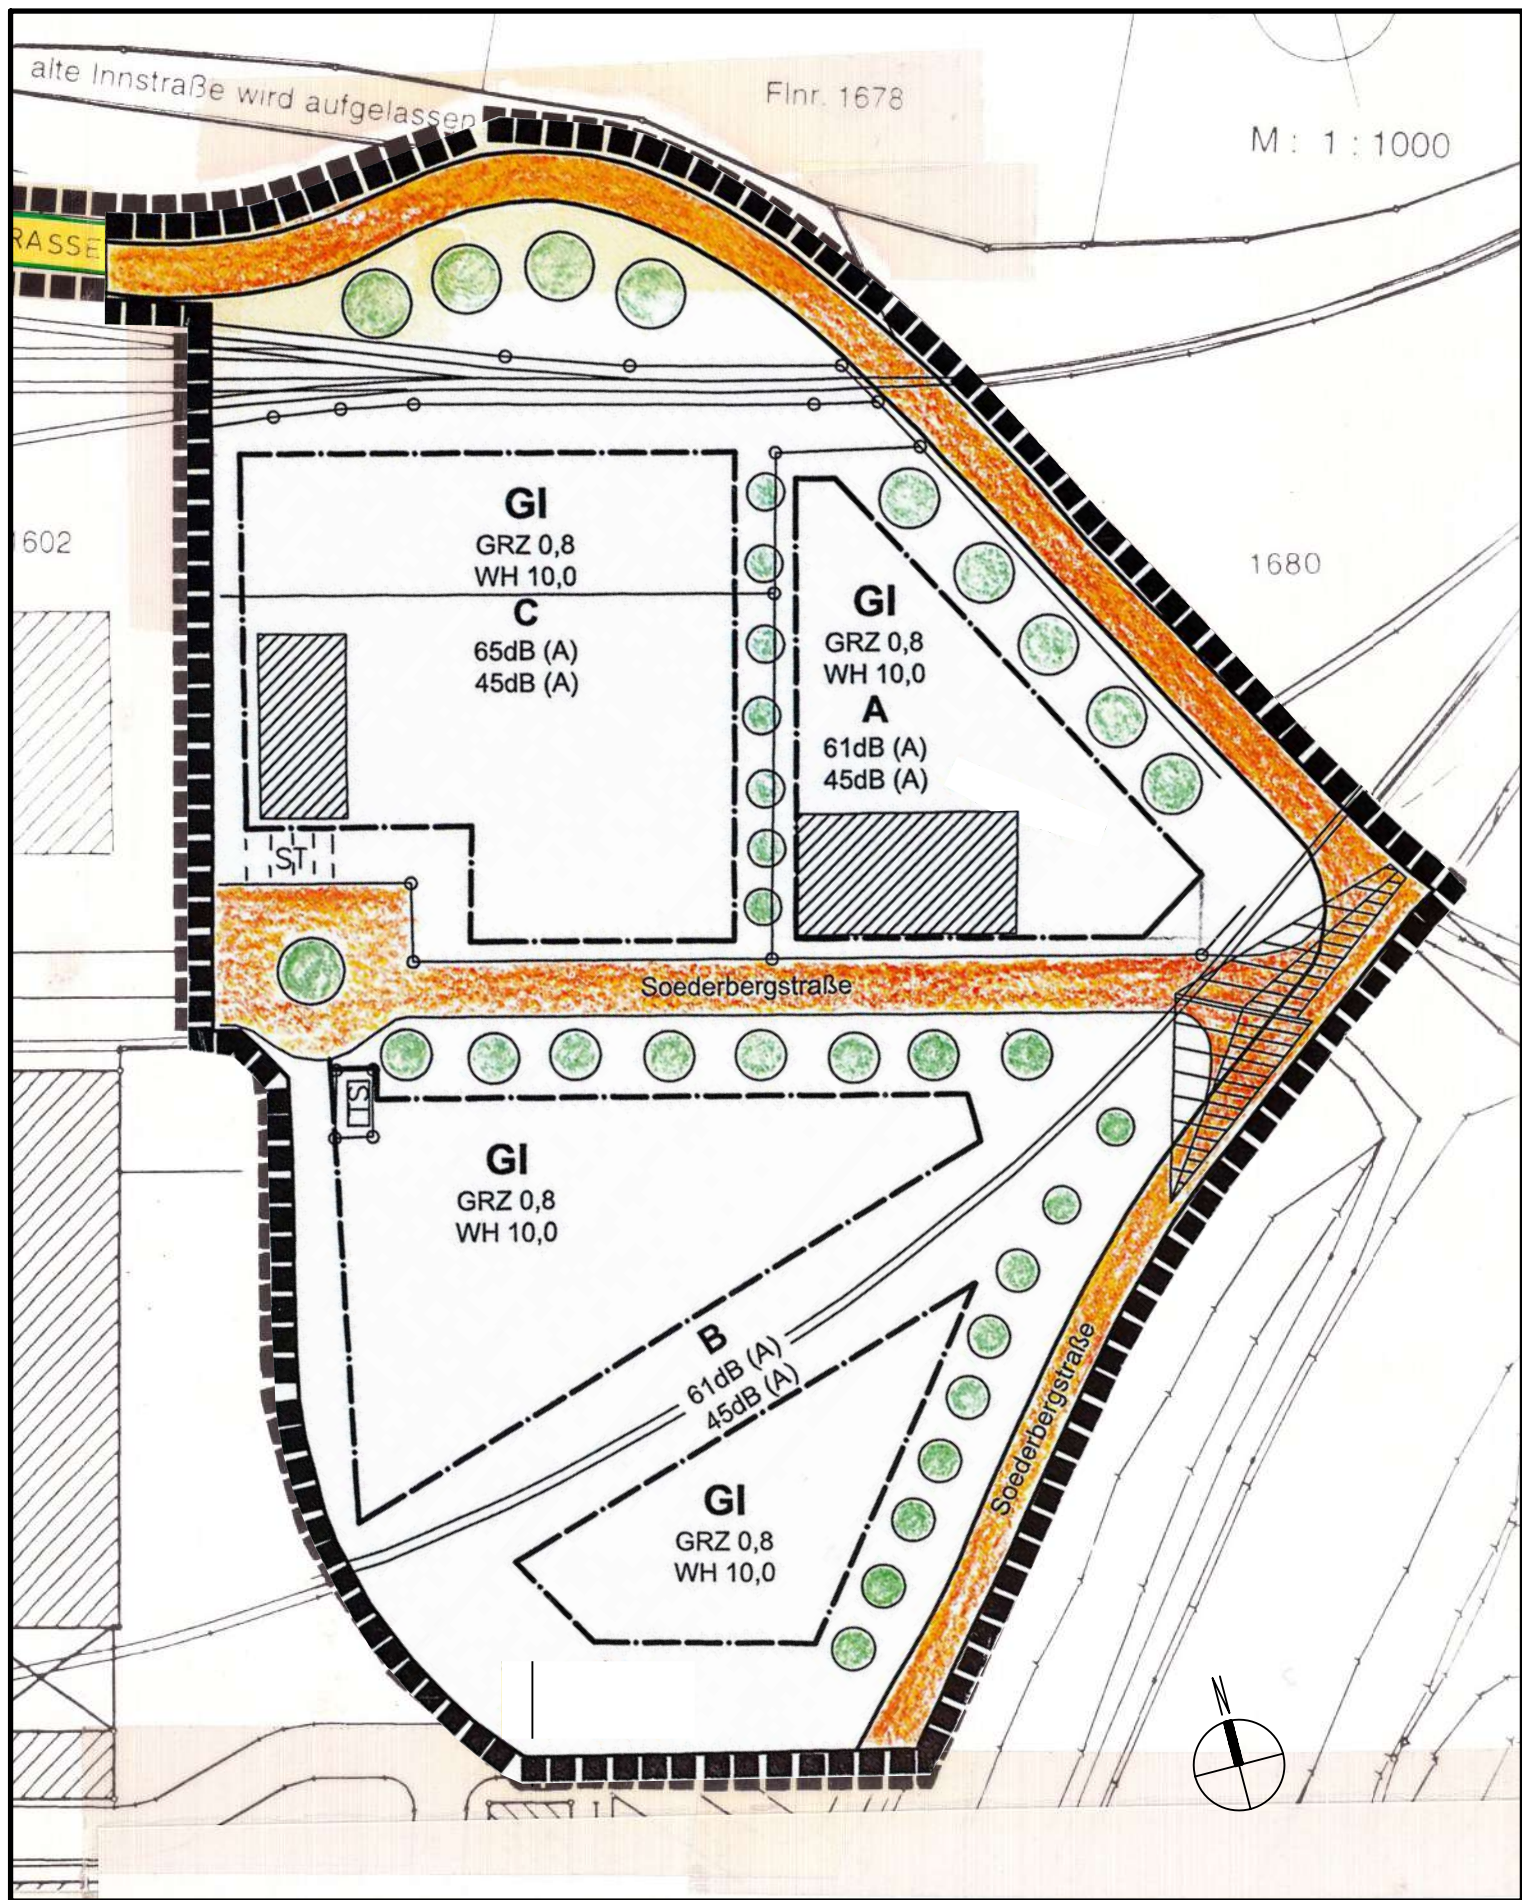 alte Innstraße wird aufgelassen
Flnr. 1678
M : 1 : 1000
RASSE
1602
1680
GI
GRZ 0,8
WH 10,0
C
65dB (A)
45dB (A)
GI
GRZ 0,8
WH 10,0
A
61dB (A)
45dB (A)
ST
Soederbergstraße
ST
GI
GRZ 0,8
WH 10,0
B
61dB (A)
45dB (A)
Soederbergstraße
GI
GRZ 0,8
WH 10,0
N